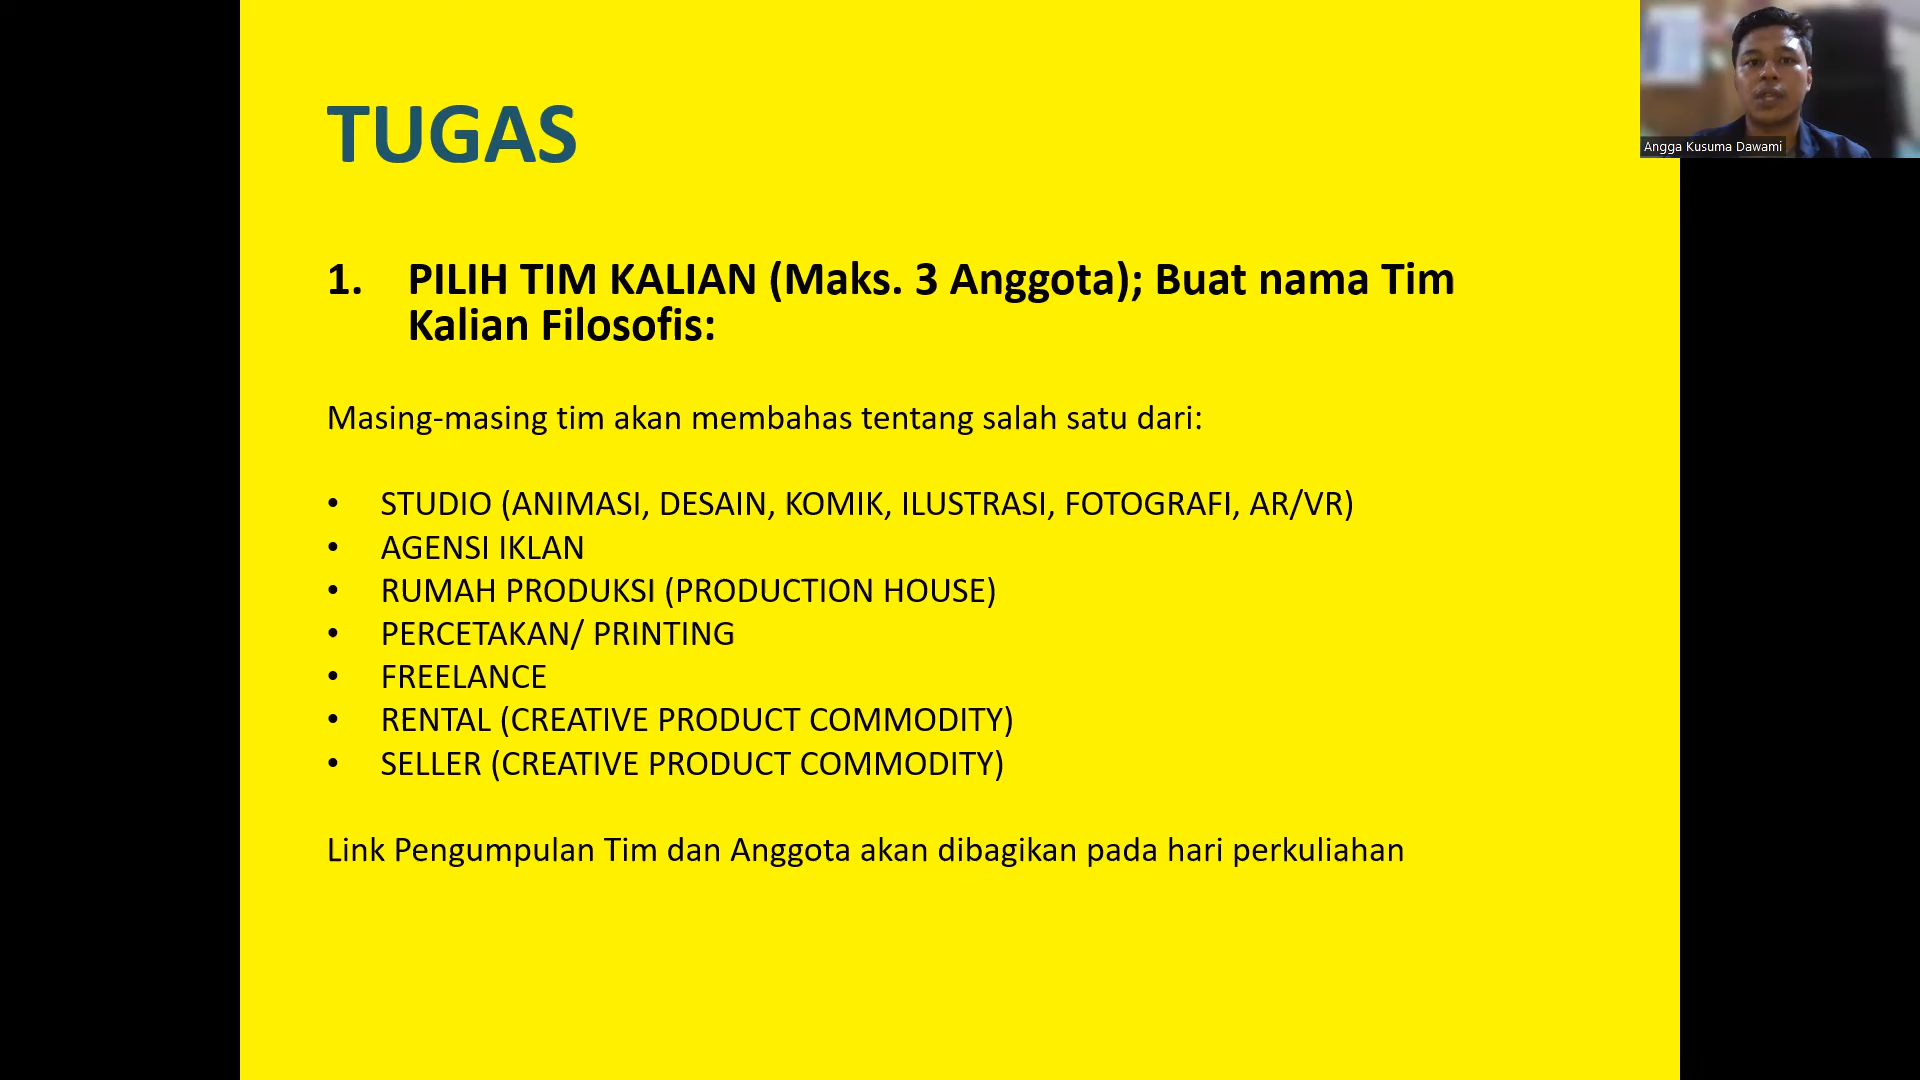 TUGAS
Angga Kusuma Dawami
1. PILIH TIM KALIAN (Maks. 3 Anggota); Buat nama Tim
Kalian Filosofis:
Masing-masing tim akan membahas tentang salah satu dari:
• STUDIO (ANIMASI, DESAIN, KOMIK, ILUSTRASI, FOTOGRAFI, AR/VR)
• AGENSI IKLAN
• RUMAH PRODUKSI (PRODUCTION HOUSE)
• PERCETAKAN/ PRINTING
• FREELANCE
• RENTAL (CREATIVE PRODUCT COMMODITY)
• SELLER (CREATIVE PRODUCT COMMODITY)
Link Pengumpulan Tim dan Anggota akan dibagikan pada hari perkuliahan